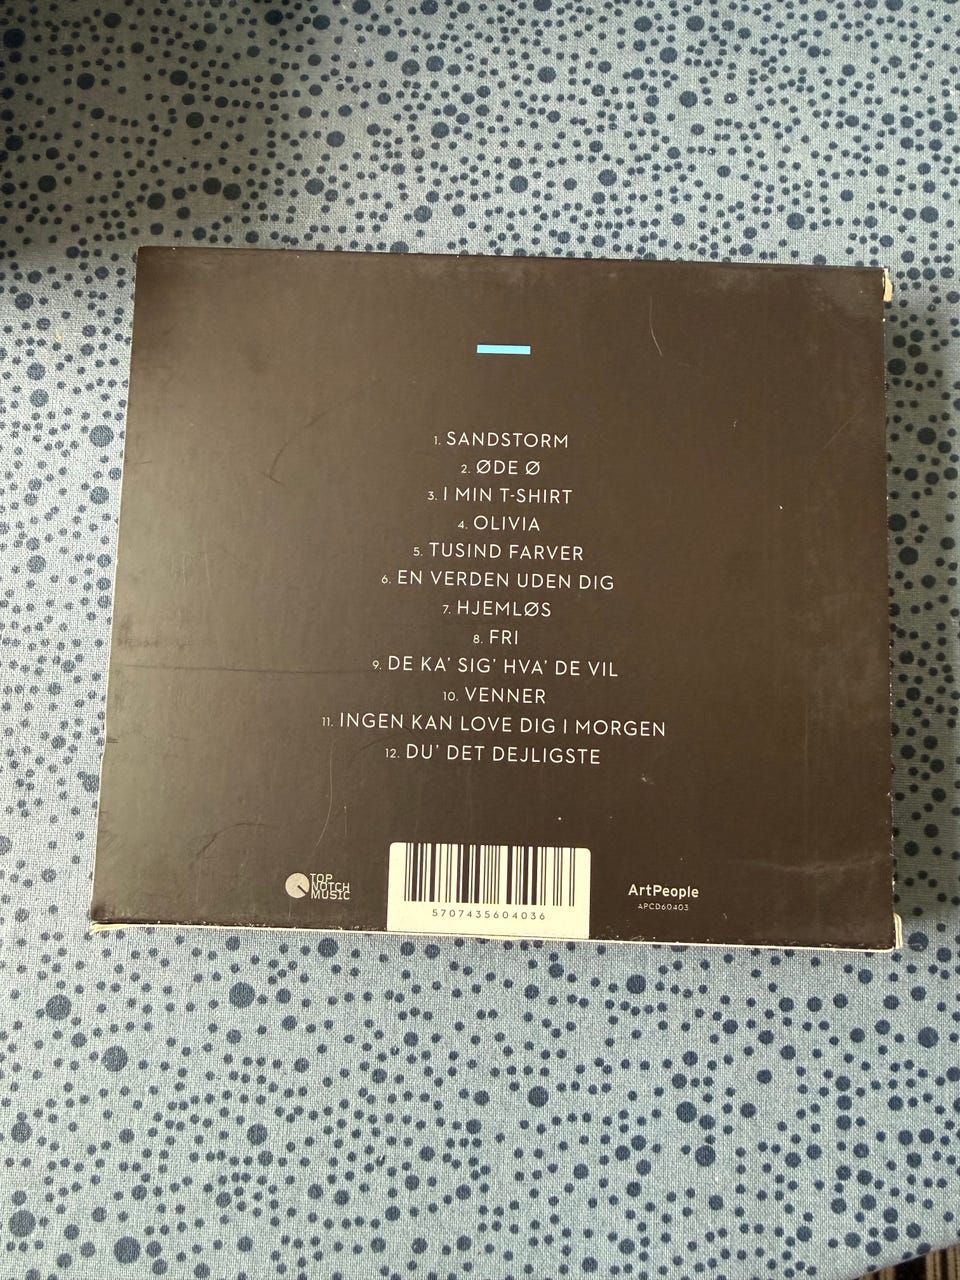 1. SANDSTORM
2. ØDE Ø
3. I MIN T-SHIRT
4. OLIVIA
5. TUSIND FARVER
6. EN VERDEN UDEN DIG
7. HJEMLØS
8. FRI
9. DE KA' SIG' HVA' DE VIL
10. VENNER
11. INGEN KAN LOVE DIG I MORGEN
12. DU' DET DEJLIGSTE
TOP
NOTCH
MUSIC
5707435604036
ArtPeople
APCD60403